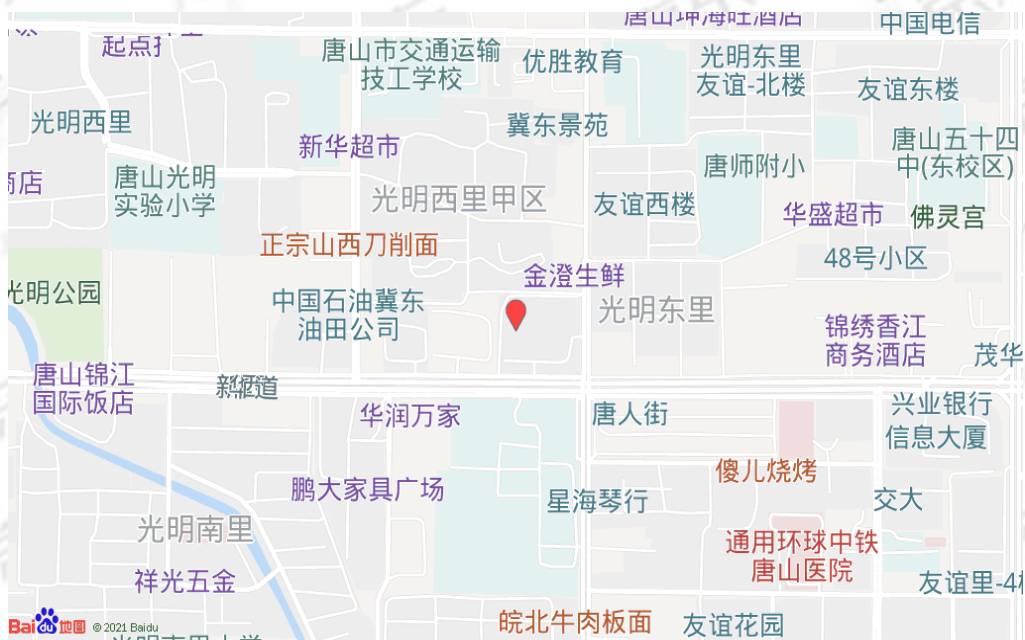 唐山坤海旺酒店
中国电信
起点
唐山市交通运输
技工学校
优胜教育
光明东里
友谊-北楼
友谊东楼
光明西里
冀东景苑
新华超市
唐师附小
唐山五十四
中(东校区)
商店
唐山光明
实验小学
光明西里甲区
友谊西楼
华盛超市
佛灵宫
正宗山西刀削面
48号小区
金澄生鲜
光明公园
中国石油冀东
油田公司
光明东里
锦绣香江
商务酒店
茂华
唐山锦江
国际饭店
道
华润万家
唐人街
兴业银行
信息大厦
傻儿烧烤
鹏大家具广场
星海琴行
交大
光明南里
通用环球中铁
唐山医院
祥光五金
友谊里-4
皖北牛肉板面
友谊花园
Bai du 地图 © 2021 Baidu